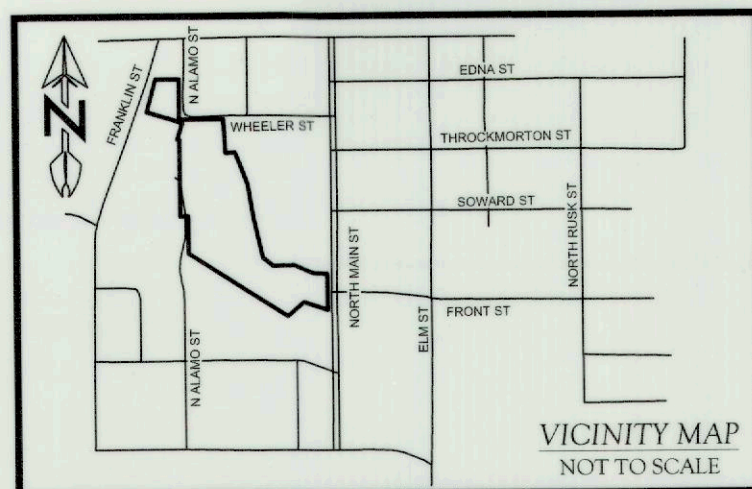 N ALAMO ST
FRANKLIN ST
EDNA ST
WHEELER ST
THROCKMORTON ST
SOWARD ST
NORTH RUSK ST
NORTH MAIN ST
ELM ST
FRONT ST
N ALAMO ST
N
VICINITY MAP
NOT TO SCALE